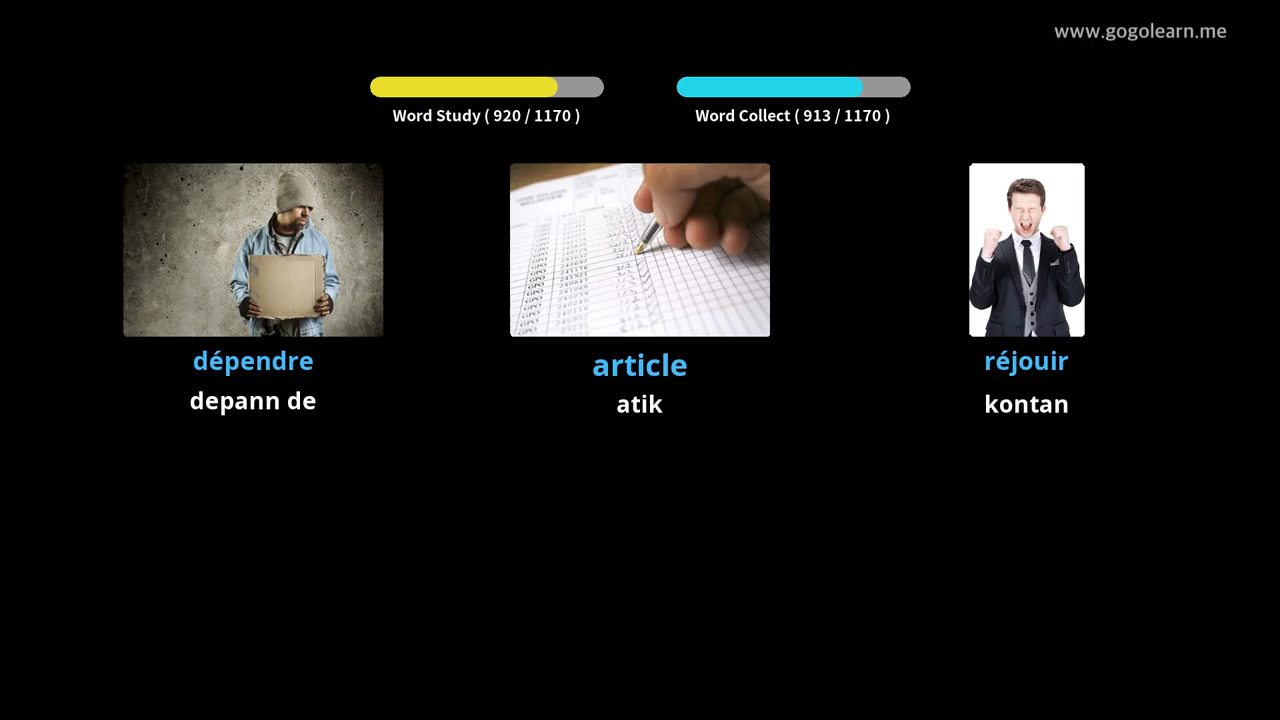 www.gogolearn.me
Word Study ( 920 / 1170 )
Word Collect ( 913 / 1170 )
dépendre
depann de
article
atik
réjouir
kontan